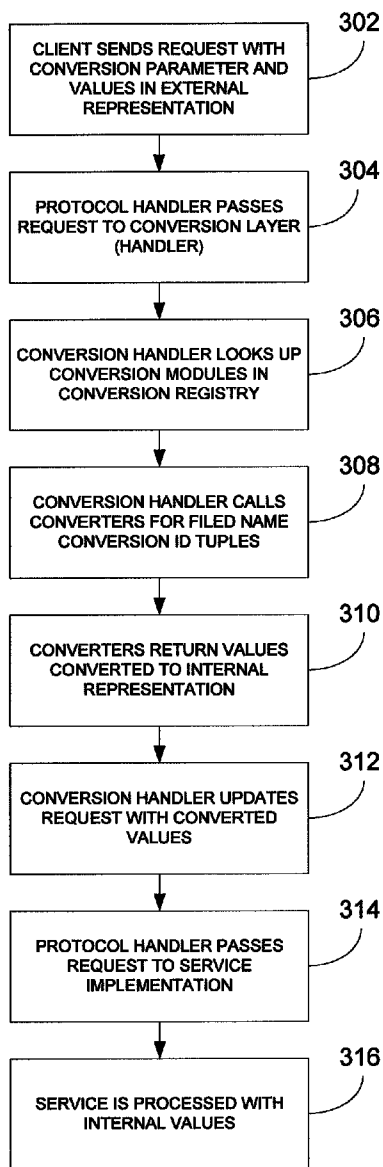 302
CLIENT SENDS REQUEST WITH
CONVERSION PARAMETER AND
VALUES IN EXTERNAL
REPRESENTATION
304
PROTOCOL HANDLER PASSES
REQUEST TO CONVERSION LAYER
(HANDLER)
306
CONVERSION HANDLER LOOKS UP
CONVERSION MODULES IN
CONVERSION REGISTRY
308
CONVERSION HANDLER CALLS
CONVERTERS FOR FILED NAME
CONVERSION ID TUPLES
310
CONVERTERS RETURN VALUES
CONVERTED TO INTERNAL
REPRESENTATION
312
CONVERSION HANDLER UPDATES
REQUEST WITH CONVERTED
VALUES
314
PROTOCOL HANDLER PASSES
REQUEST TO SERVICE
IMPLEMENTATION
316
SERVICE IS PROCESSED WITH
INTERNAL VALUES